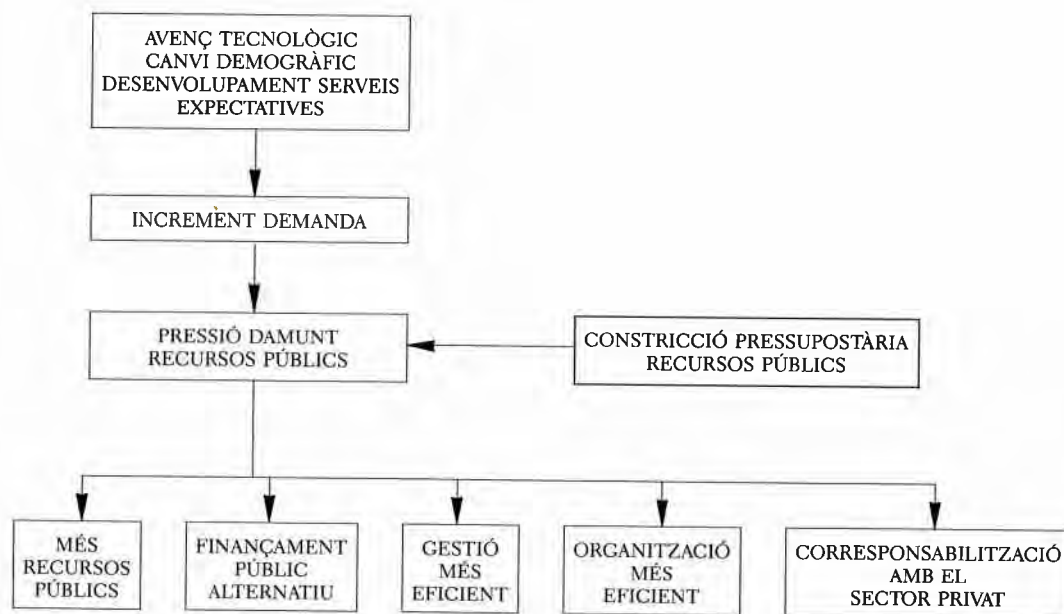 AVENÇ TECNOLÒGIC
CANVI DEMOGRÀFIC
DESENVOLUPAMENT SERVEIS
EXPECTATIVES
INCREMENT DEMANDA
PRESSIÓ DAMUNT
RECURSOS PÚBLICS
CONSTRICCIÓ PRESSUPOSTÀRIA
RECURSOS PÚBLICS
MÉS
RECURSOS
PÚBLICS
FINANÇAMENT
PÚBLIC
ALTERNATIU
GESTIÓ
MÉS
EFICIENT
ORGANITZACIÓ
MÉS
EFICIENT
CORRESPONSABILITZACIÓ
AMB EL
SECTOR PRIVAT